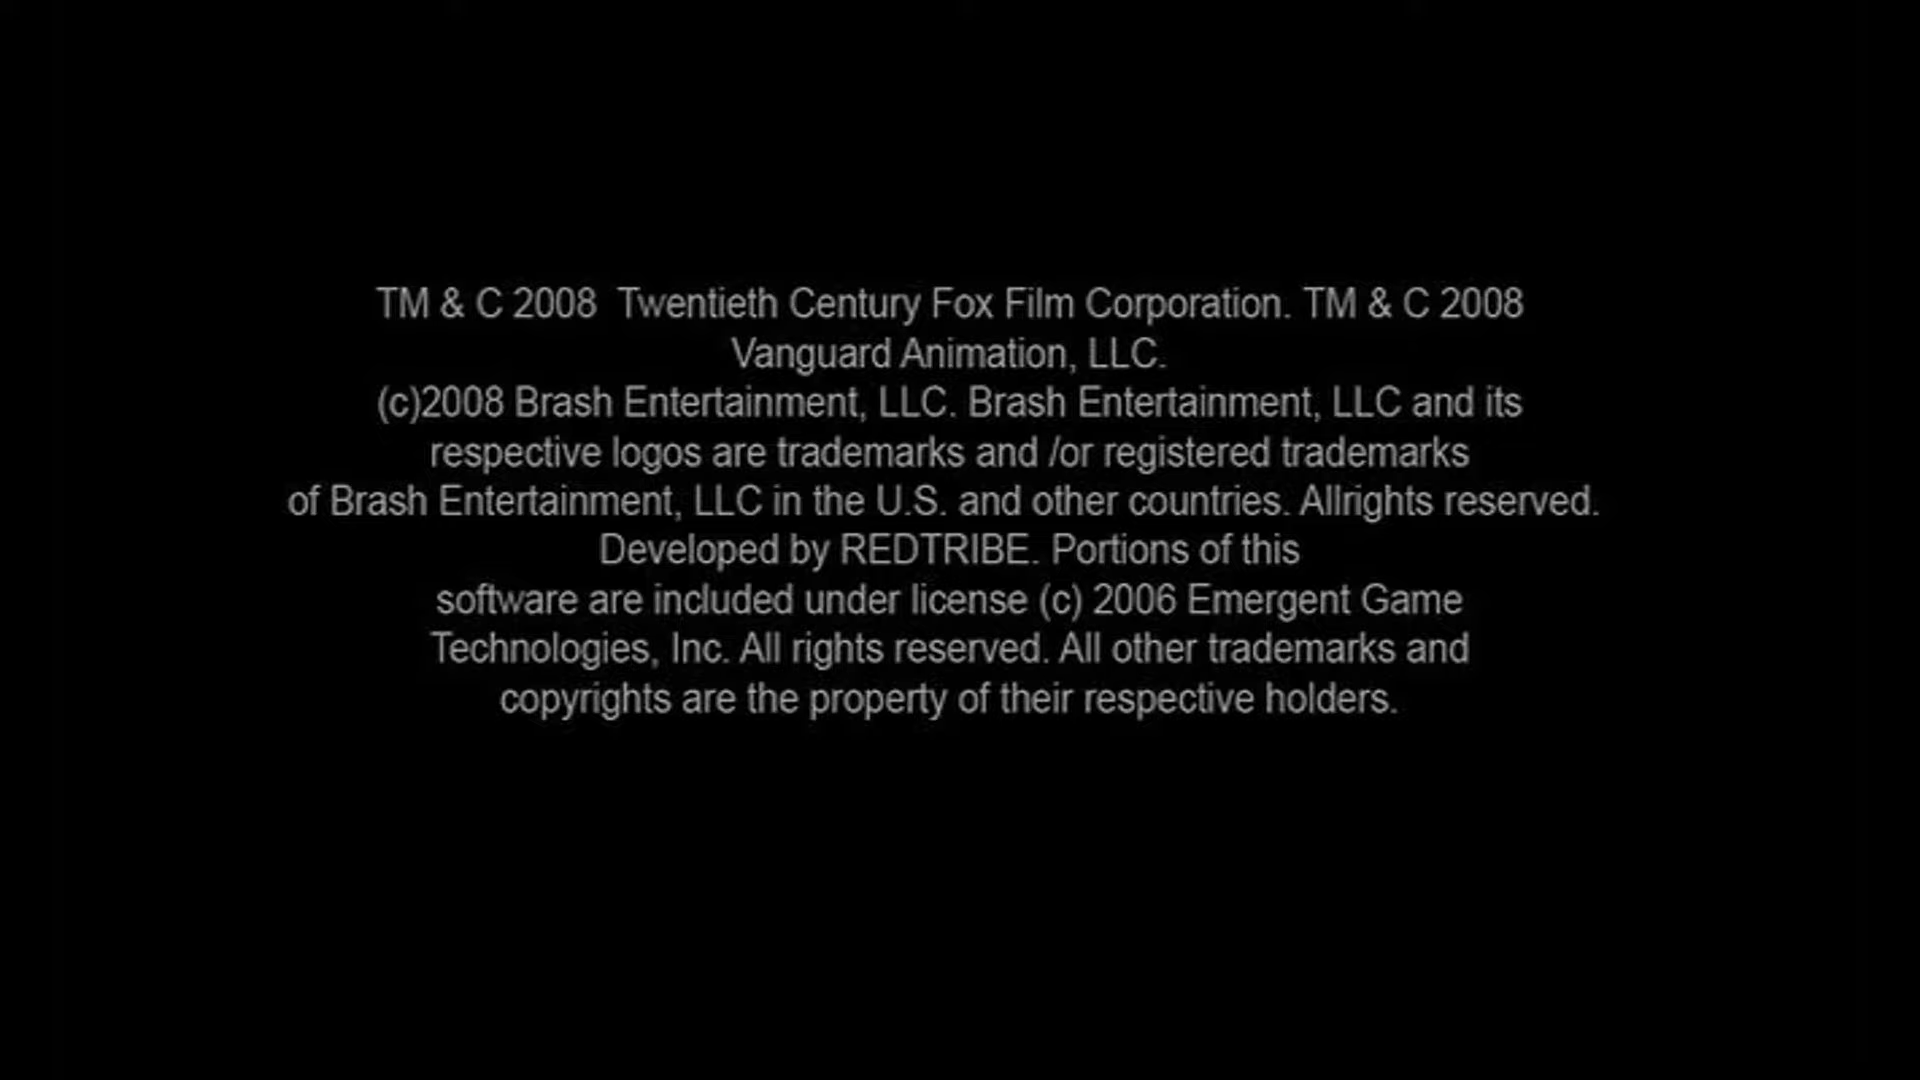 TM & C 2008  Twentieth Century Fox Film Corporation. TM & C 2008
Vanguard Animation, LLC.
(c)2008 Brash Entertainment, LLC. Brash Entertainment, LLC and its
respective logos are trademarks and /or registered trademarks
of Brash Entertainment, LLC in the U.S. and other countries. Allrights reserved.
Developed by REDTRIBE. Portions of this
software are included under license (c) 2006 Emergent Game
Technologies, Inc. All rights reserved. All other trademarks and
copyrights are the property of their respective holders.